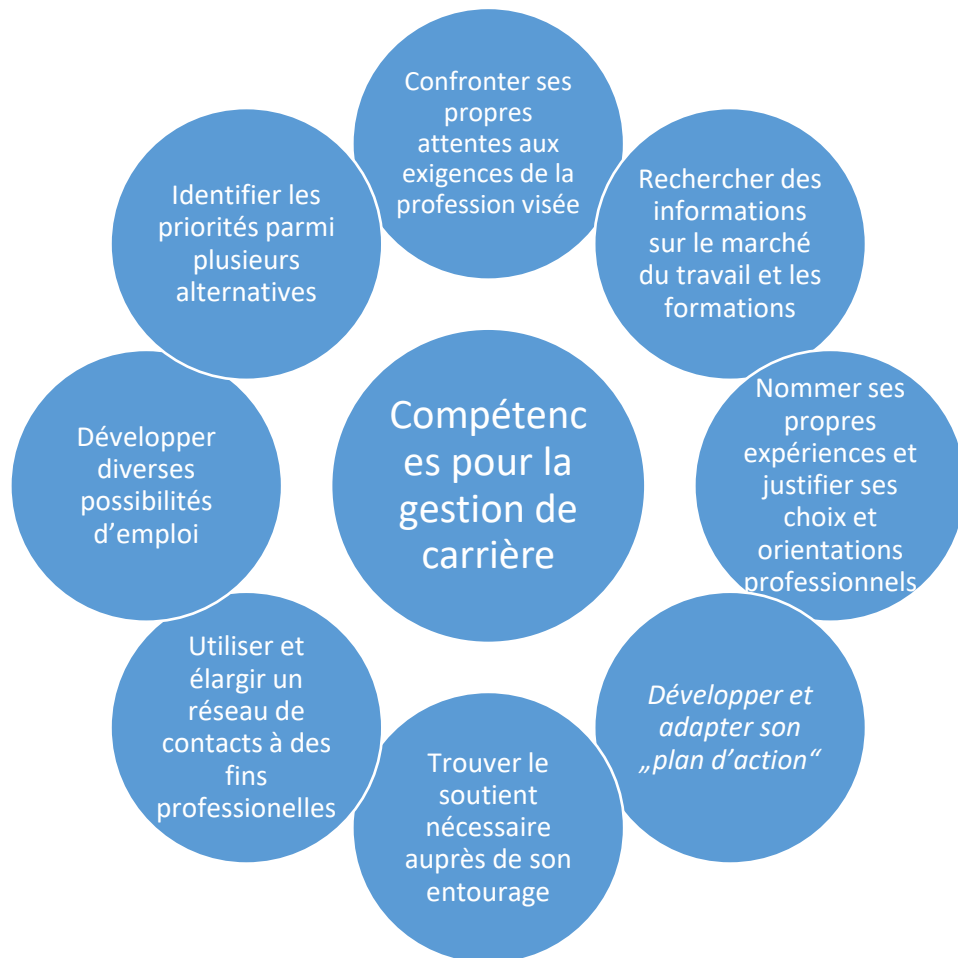 Confronter ses
propres
attentes aux
exigences de la
profession visée
Rechercher des
informations
sur le marché
du travail et les
formations
Nommer ses
propres
expériences et
justifier ses
choix et
orientations
professionnels
Développer et
adapter son
„plan d’action“
Trouver le
soutient
nécessaire
auprès de son
entourage
Utiliser et
élargir un
réseau de
contacts à des
fins
professionelles
Développer
diverses
possibilités
d’emploi
Identifier les
priorités parmi
plusieurs
alternatives
Compétenc
es pour la
gestion de
carrière